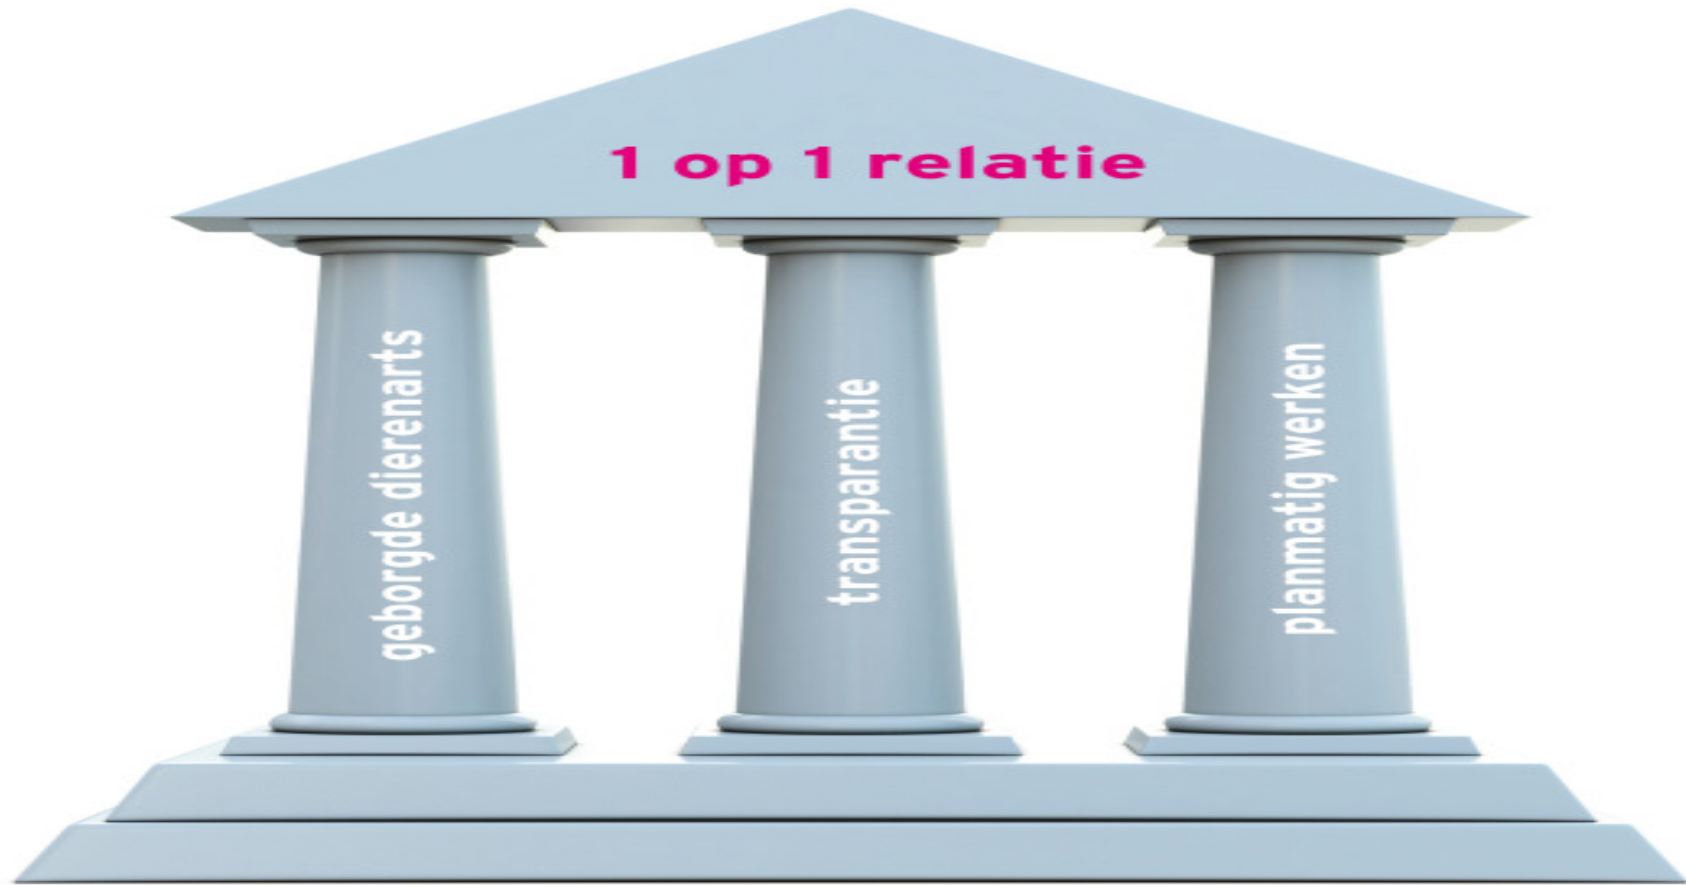 1 op 1 relatie
geborgde dierenarts
transparantie
planmatig werken